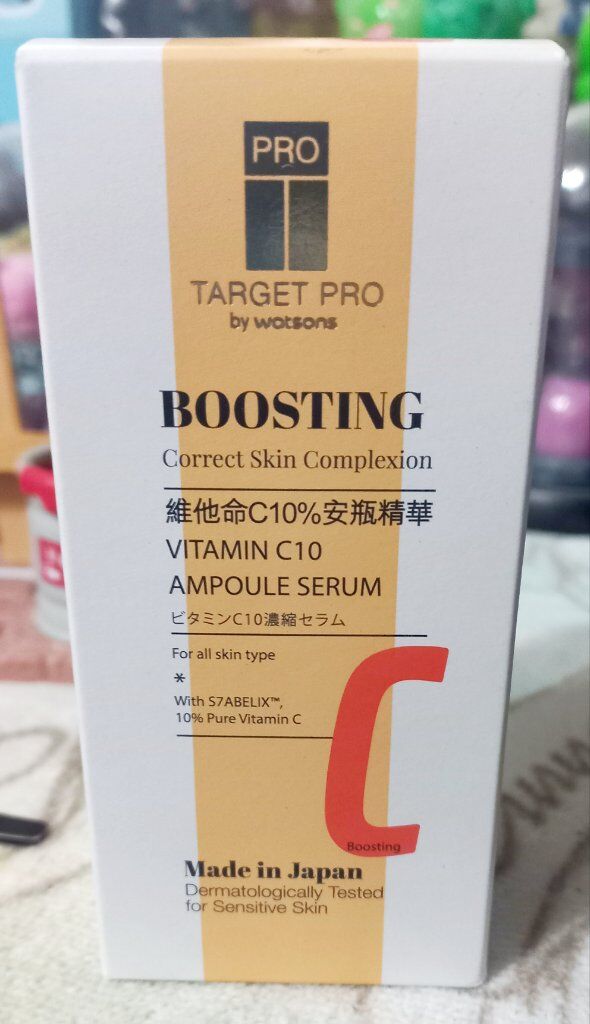 PRO
TARGET PRO
by watsons
BOOSTING
Correct Skin Complexion
維他命C10%安瓶精華
VITAMIN C10
AMPOULE SERUM
ビタミンC10濃縮セラム
For all skin type
*
With S7ABELIX™,
10% Pure Vitamin C
C
Boosting
Made in Japan
Dermatologically Tested
for Sensitive Skin